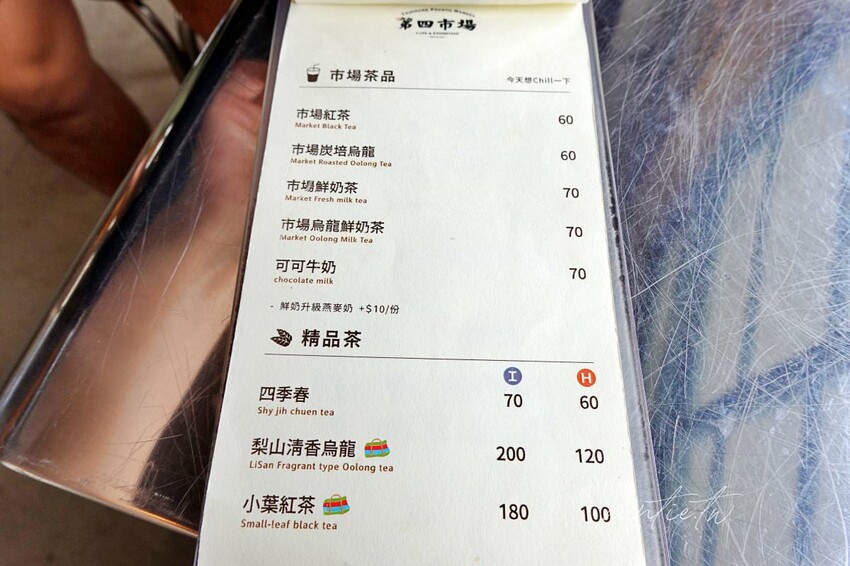 TAICHUNG FOURTH MARKET
第四市場
市場茶品 今天想Chill一下
市場紅茶 60
Market Black Tea
市場炭培烏龍 60
Market Roasted Oolong Tea
市場鮮奶茶 70
Market Fresh milk tea
市場烏龍鮮奶茶 70
Market Oolong Milk Tea
可可牛奶 70
chocolate milk
- 鮮奶升級燕麥奶 +$10/份
精品茶
I H
四季春 70 60
Shy jih chuen tea
梨山清香烏龍 200 120
LiSan Fragrant type Oolong tea
小葉紅茶 180 100
Small-leaf black tea